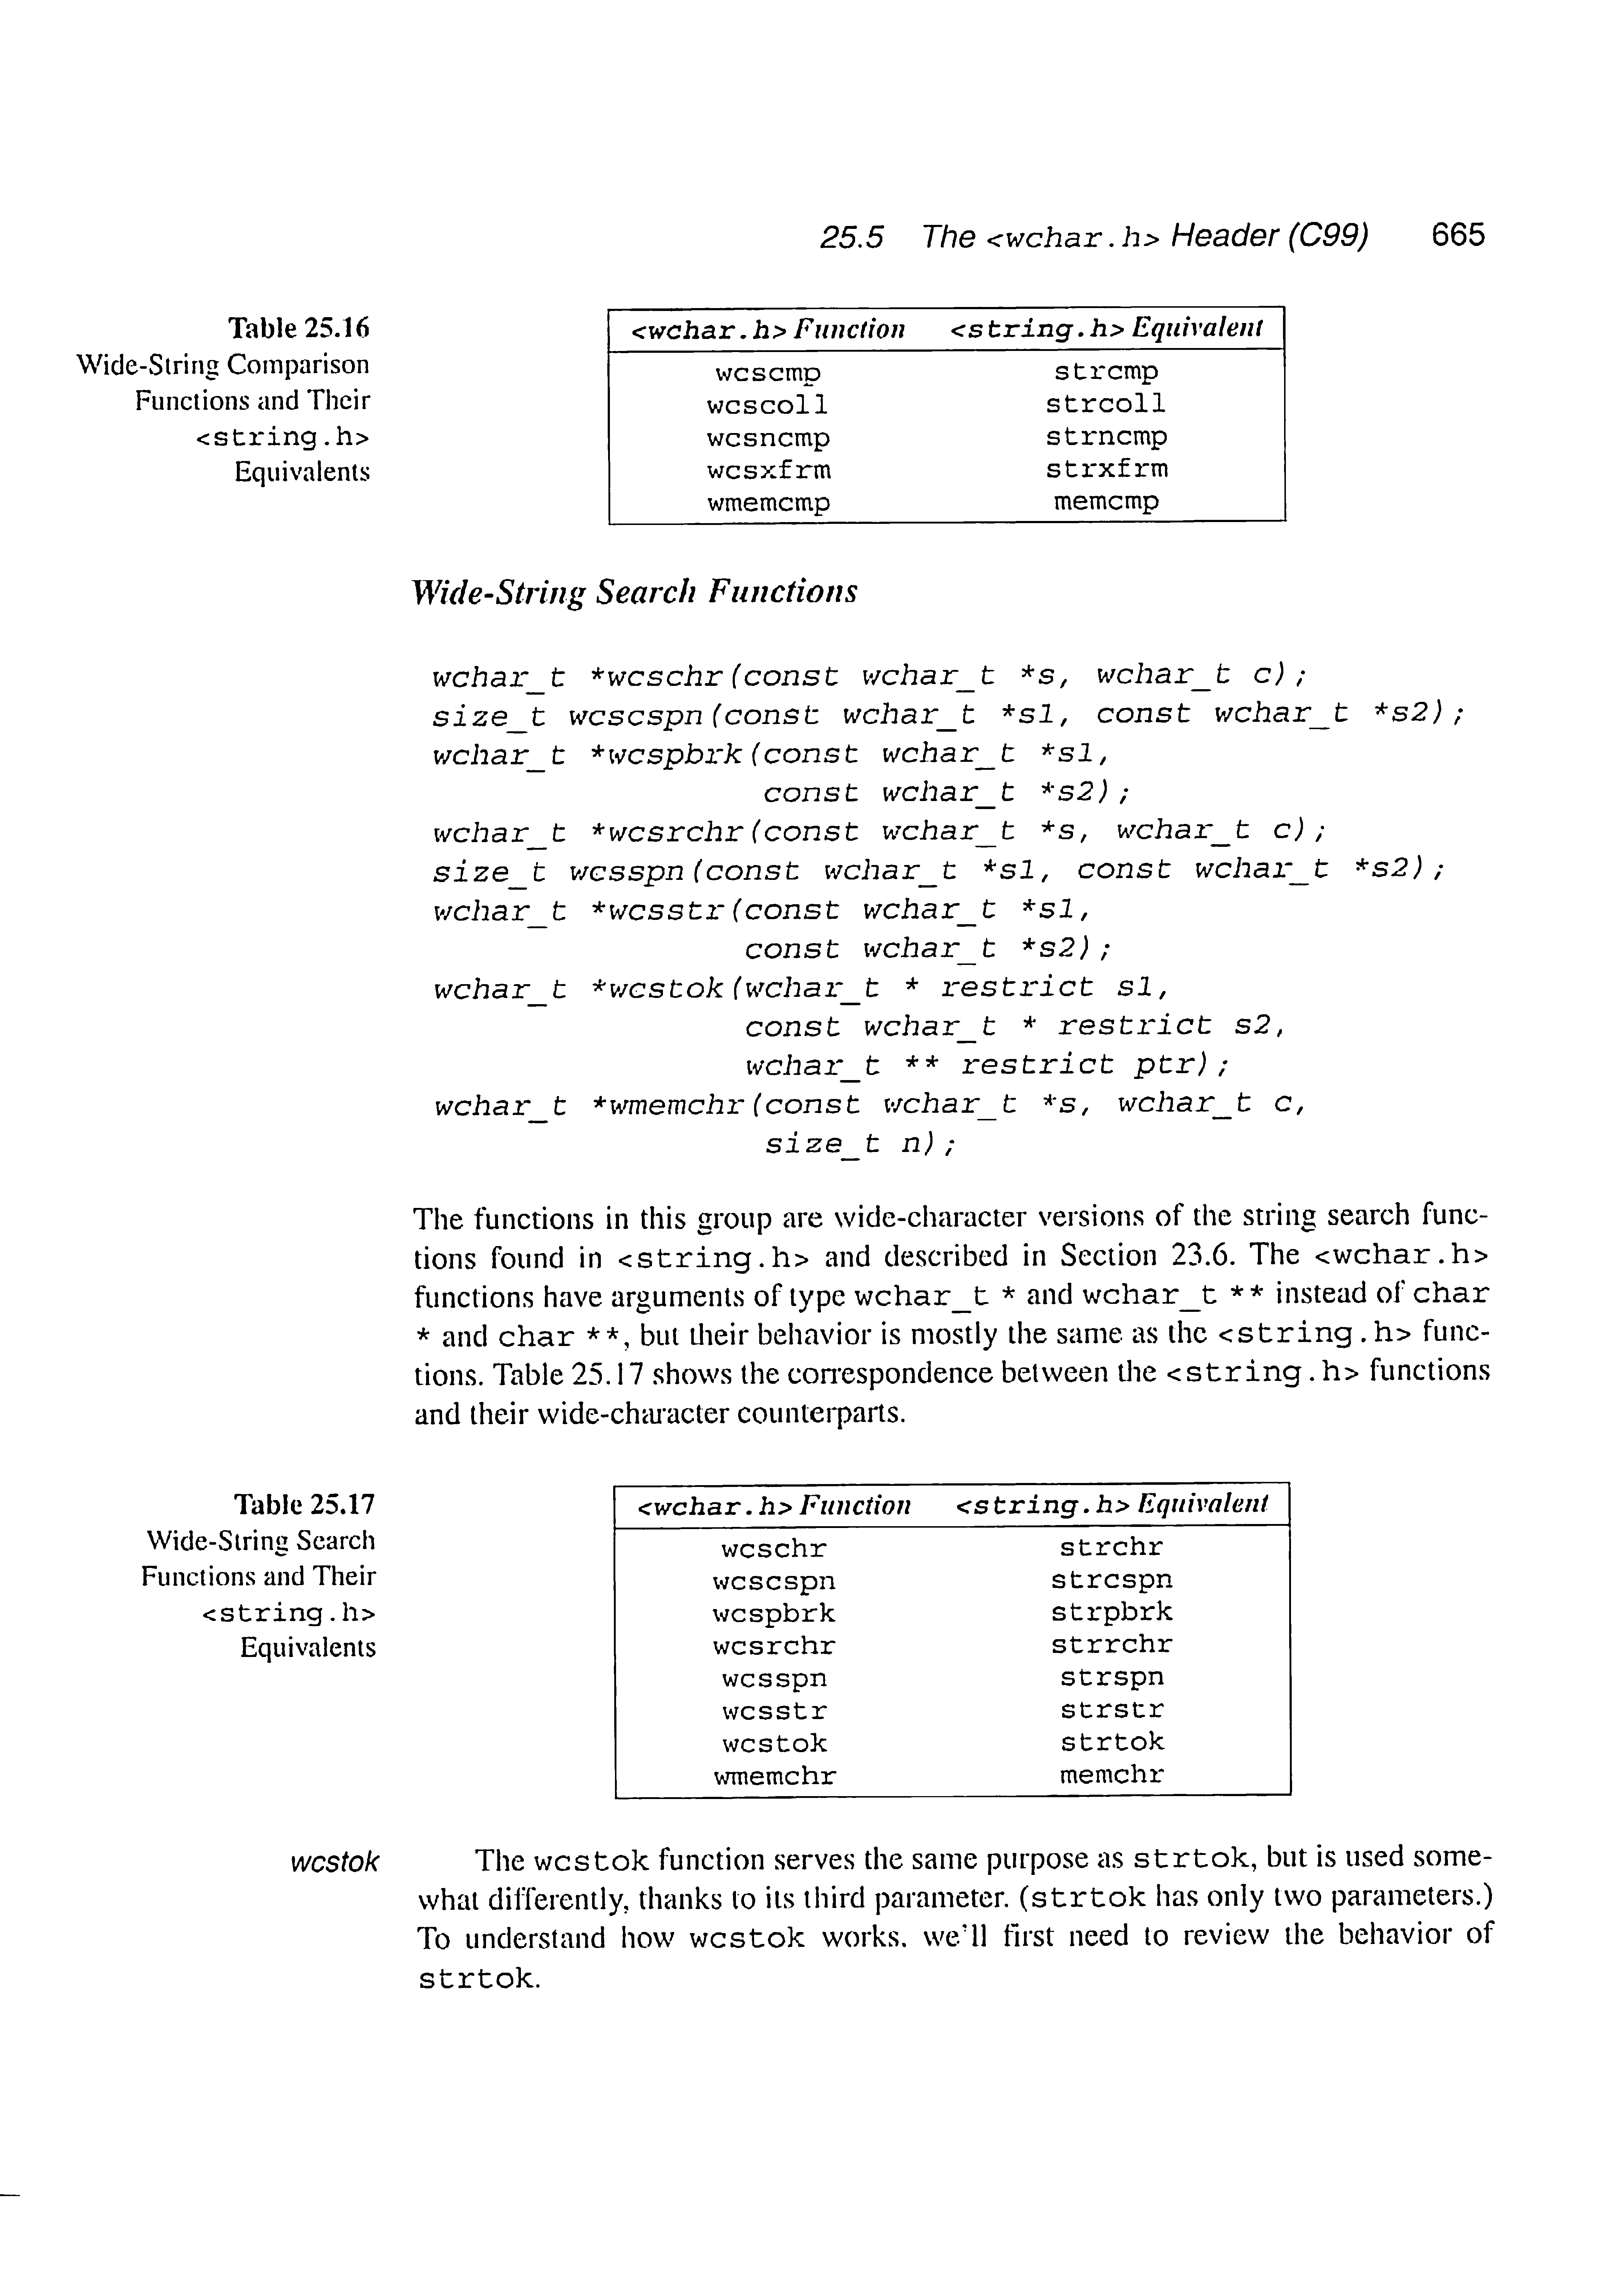 25.5 The <wchar.h> Header (C99) 665
Table 25.16
Wide-String Comparison
Functions and Their
<string.h>
Equivalents
<wchar.h> Function <string.h> Equivalent
wcscmp strcmp
wcscoll strcoll
wcsncmp strncmp
wcsxfrm strxfrm
wmemcmp memcmp
Wide-String Search Functions
wchar_t *wcschr(const wchar_t *s, wchar_t c);
size_t wcscspn(const wchar_t *s1, const wchar_t *s2);
wchar_t *wcspbrk(const wchar_t *s1,
const wchar_t *s2);
wchar_t *wcsrchr(const wchar_t *s, wchar_t c);
size_t wcsspn(const wchar_t *s1, const wchar_t *s2);
wchar_t *wcsstr(const wchar_t *s1,
const wchar_t *s2);
wchar_t *wcstok(wchar_t * restrict s1,
const wchar_t * restrict s2,
wchar_t ** restrict ptr);
wchar_t *wmemchr(const wchar_t *s, wchar_t c,
size_t n);
The functions in this group are wide-character versions of the string search func-
tions found in <string.h> and described in Section 23.6. The <wchar.h>
functions have arguments of type wchar_t * and wchar_t ** instead of char
* and char **, but their behavior is mostly the same as the <string.h> func-
tions. Table 25.17 shows the correspondence between the <string.h> functions
and their wide-character counterparts.
Table 25.17
Wide-String Search
Functions and Their
<string.h>
Equivalents
<wchar.h> Function <string.h> Equivalent
wcschr strchr
wcscspn strcspn
wcspbrk strpbrk
wcsrchr strrchr
wcsspn strspn
wcsstr strstr
wcstok strtok
wmemchr memchr
wcstok The wcstok function serves the same purpose as strtok, but is used some-
what differently, thanks to its third parameter. (strtok has only two parameters.)
To understand how wcstok works, we'll first need to review the behavior of
strtok.